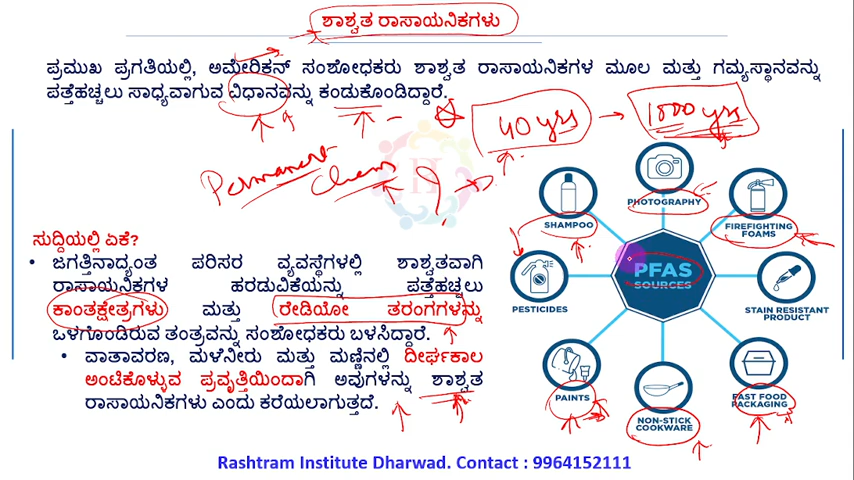 ಶಾಶ್ವತ ರಾಸಾಯನಿಕಗಳು
ಪ್ರಮುಖ ಪ್ರಗತಿಯಲ್ಲಿ, ಅಮೇರಿಕನ್ ಸಂಶೋಧಕರು ಶಾಶ್ವತ ರಾಸಾಯನಿಕಗಳ ಮೂಲ ಮತ್ತು ಗಮ್ಯಸ್ಥಾನವನ್ನು
ಪತ್ತೆಹಚ್ಚಲು ಸಾಧ್ಯವಾಗುವ ವಿಧಾನವನ್ನು ಕಂಡುಕೊಂಡಿದ್ದಾರೆ.
40 yrs
1000 yrs
Permanent
Chem
ಸುದ್ದಿಯಲ್ಲಿ ಏಕೆ?
• ಜಗತ್ತಿನಾದ್ಯಂತ ಪರಿಸರ ವ್ಯವಸ್ಥೆಗಳಲ್ಲಿ ಶಾಶ್ವತವಾಗಿ
ರಾಸಾಯನಿಕಗಳ ಹರಡುವಿಕೆಯನ್ನು ಪತ್ತೆಹಚ್ಚಲು
ಕಾಂತಕ್ಷೇತ್ರಗಳು ಮತ್ತು ರೇಡಿಯೋ ತರಂಗಗಳನ್ನು
ಒಳಗೊಂಡಿರುವ ತಂತ್ರವನ್ನು ಸಂಶೋಧಕರು ಬಳಸಿದ್ದಾರೆ.
• ವಾತಾವರಣ, ಮಳೆನೀರು ಮತ್ತು ಮಣ್ಣಿನಲ್ಲಿ ದೀರ್ಘಕಾಲ
ಅಂಟಿಕೊಳ್ಳುವ ಪ್ರವೃತ್ತಿಯಿಂದಾಗಿ ಅವುಗಳನ್ನು ಶಾಶ್ವತ
ರಾಸಾಯನಿಕಗಳು ಎಂದು ಕರೆಯಲಾಗುತ್ತದೆ.
PHOTOGRAPHY
SHAMPOO
FIREFIGHTING
FOAMS
PFAS
SOURCES
PESTICIDES
STAIN RESISTANT
PRODUCT
PAINTS
NON-STICK
COOKWARE
FAST FOOD
PACKAGING
Rashtram Institute Dharwad. Contact : 9964152111